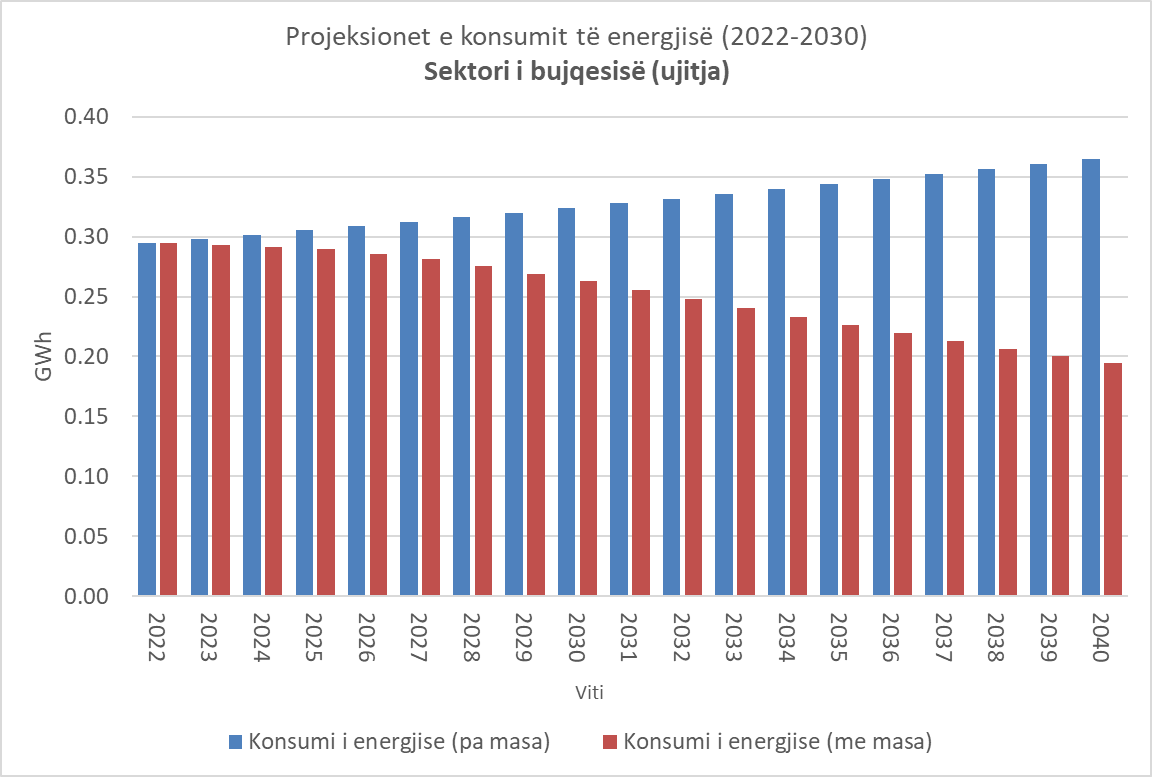 Projeksionet e konsumit të energjisë (2022-2030)
Sektori i bujqesisë (ujitja)
0.40
0.35
0.30
0.25
0.20
0.15
0.10
0.05
0.00
GWh
2022 2023 2024 2025 2026 2027 2028 2029 2030 2031 2032 2033 2034 2035 2036 2037 2038 2039 2040
Viti
Konsumi i energjise (pa masa) Konsumi i energjise (me masa)